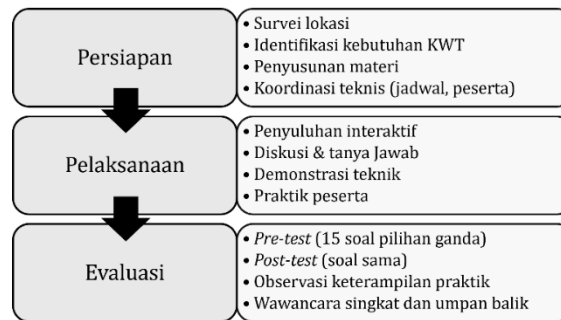 Persiapan
• Survei lokasi
• Identifikasi kebutuhan KWT
• Penyusunan materi
• Koordinasi teknis (jadwal, peserta)
Pelaksanaan
• Penyuluhan interaktif
• Diskusi & tanya Jawab
• Demonstrasi teknik
• Praktik peserta
Evaluasi
• Pre-test (15 soal pilihan ganda)
• Post-test (soal sama)
• Observasi keterampilan praktik
• Wawancara singkat dan umpan balik